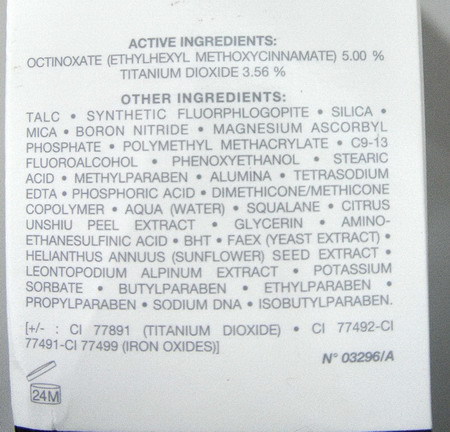 ACTIVE INGREDIENTS:
OCTINOXATE (ETHYLHEXYL METHOXYCINNAMATE) 5.00 %
TITANIUM DIOXIDE 3.56 %
OTHER INGREDIENTS:
TALC • SYNTHETIC FLUORPHLOGOPITE • SILICA •
MICA • BORON NITRIDE • MAGNESIUM ASCORBYL
PHOSPHATE • POLYMETHYL METHACRYLATE • C9-13
FLUOROALCOHOL • PHENOXYETHANOL • STEARIC
ACID • METHYLPARABEN • ALUMINA • TETRASODIUM
EDTA • PHOSPHORIC ACID • DIMETHICONE/METHICONE
COPOLYMER • AQUA (WATER) • SQUALANE • CITRUS
UNSHIU PEEL EXTRACT • GLYCERIN • AMINO-
ETHANESULFINIC ACID • BHT • FAEX (YEAST EXTRACT) •
HELIANTHUS ANNUUS (SUNFLOWER) SEED EXTRACT •
LEONTOPODIUM ALPINUM EXTRACT • POTASSIUM
SORBATE • BUTYLPARABEN • ETHYLPARABEN •
PROPYLPARABEN • SODIUM DNA • ISOBUTYLPARABEN.
[+/- : CI 77891 (TITANIUM DIOXIDE) • CI 77492-CI
77491-CI 77499 (IRON OXIDES)]
N° 03296/A
24M